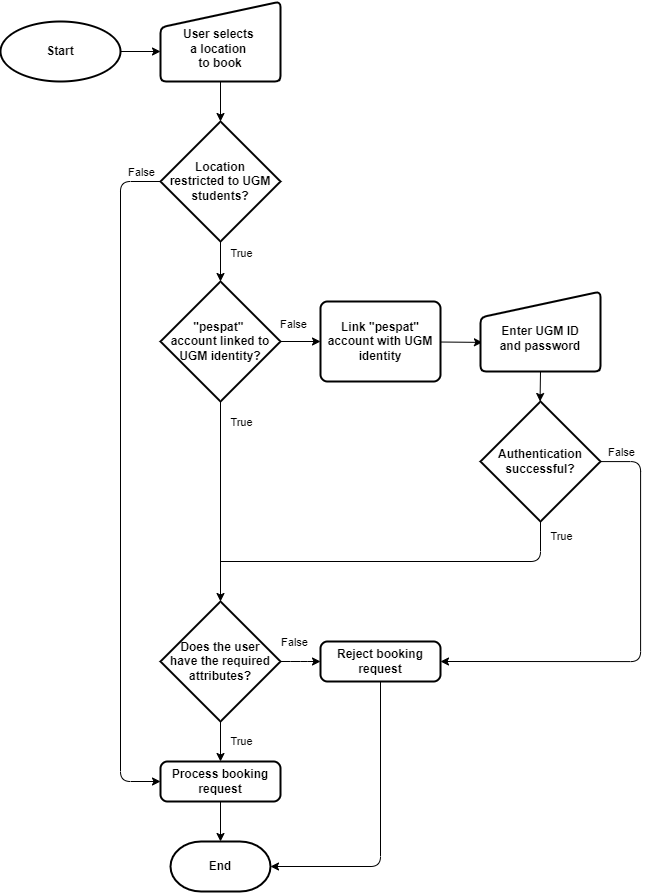 Start
User selects
a location
to book
False
Location
restricted to UGM
students?
True
"pespat"
account linked to
UGM identity?
False
Link "pespat"
account with UGM
identity
Enter UGM ID
and password
True
Authentication
successful?
False
True
Does the user
have the required
attributes?
False
Reject booking
request
True
Process booking
request
End